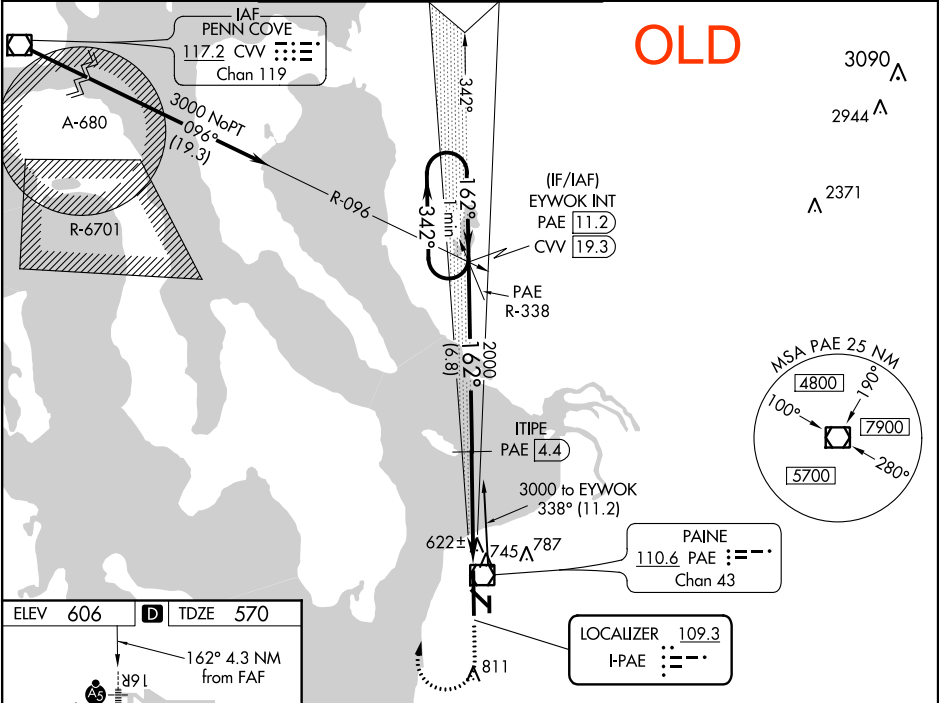 OLD
IAF
PENN COVE
117.2 CVV
Chan 119
3090
2944
2371
A-680
R-6701
3000 NoPT
096°
(19.3)
R-096
342°
162°
342°
1 min
(IF/IAF)
EYWOK INT
PAE 11.2
CVV 19.3
PAE
R-338
2000
162°
(6.8)
MSA PAE 25 NM
4800
190°
100°
7900
280°
5700
ITIPE
PAE 4.4
3000 to EYWOK
338° (11.2)
622±
745
787
PAINE
110.6 PAE
Chan 43
LOCALIZER 109.3
I-PAE
811
ELEV 606 D TDZE 570
162° 4.3 NM
from FAF
16R
A5